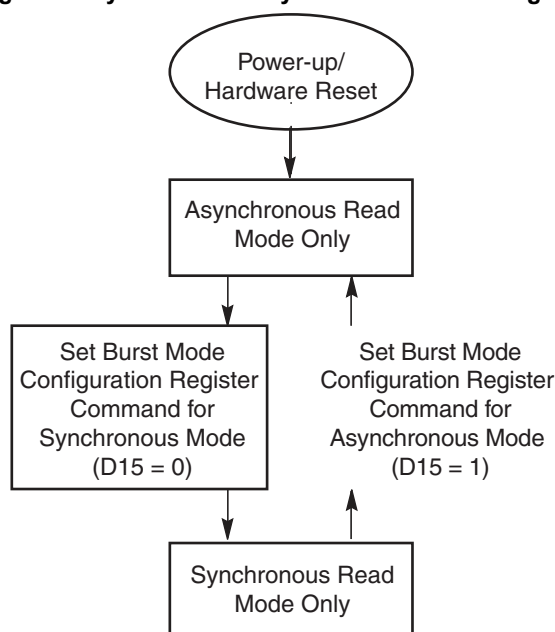 Power-up/
Hardware Reset
Asynchronous Read
Mode Only
Set Burst Mode
Configuration Register
Command for
Synchronous Mode
(D15 = 0)
Set Burst Mode
Configuration Register
Command for
Asynchronous Mode
(D15 = 1)
Synchronous Read
Mode Only